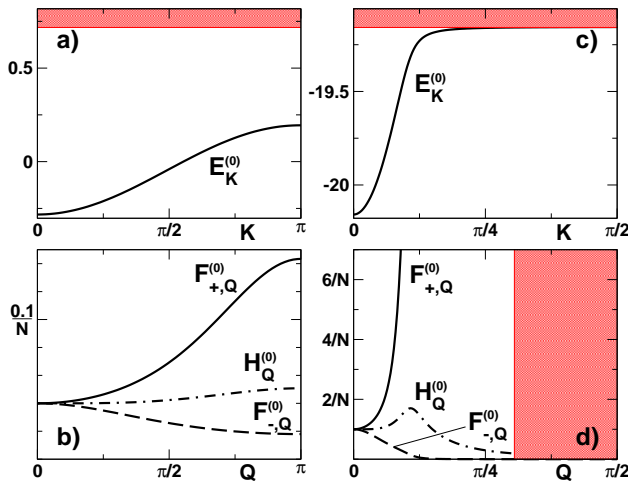 a)
0.5
0
E_K^(0)
0
π/2
K
π
c)
-19.5
-20
E_K^(0)
0
π/4
K
π/2
0.1
N
F_+,Q^(0)
H_Q^(0)
F_-,Q^(0)
b)
0
π/2
Q
π
6/N
4/N
2/N
F_+,Q^(0)
H_Q^(0)
F_-,Q^(0)
d)
0
π/4
Q
π/2